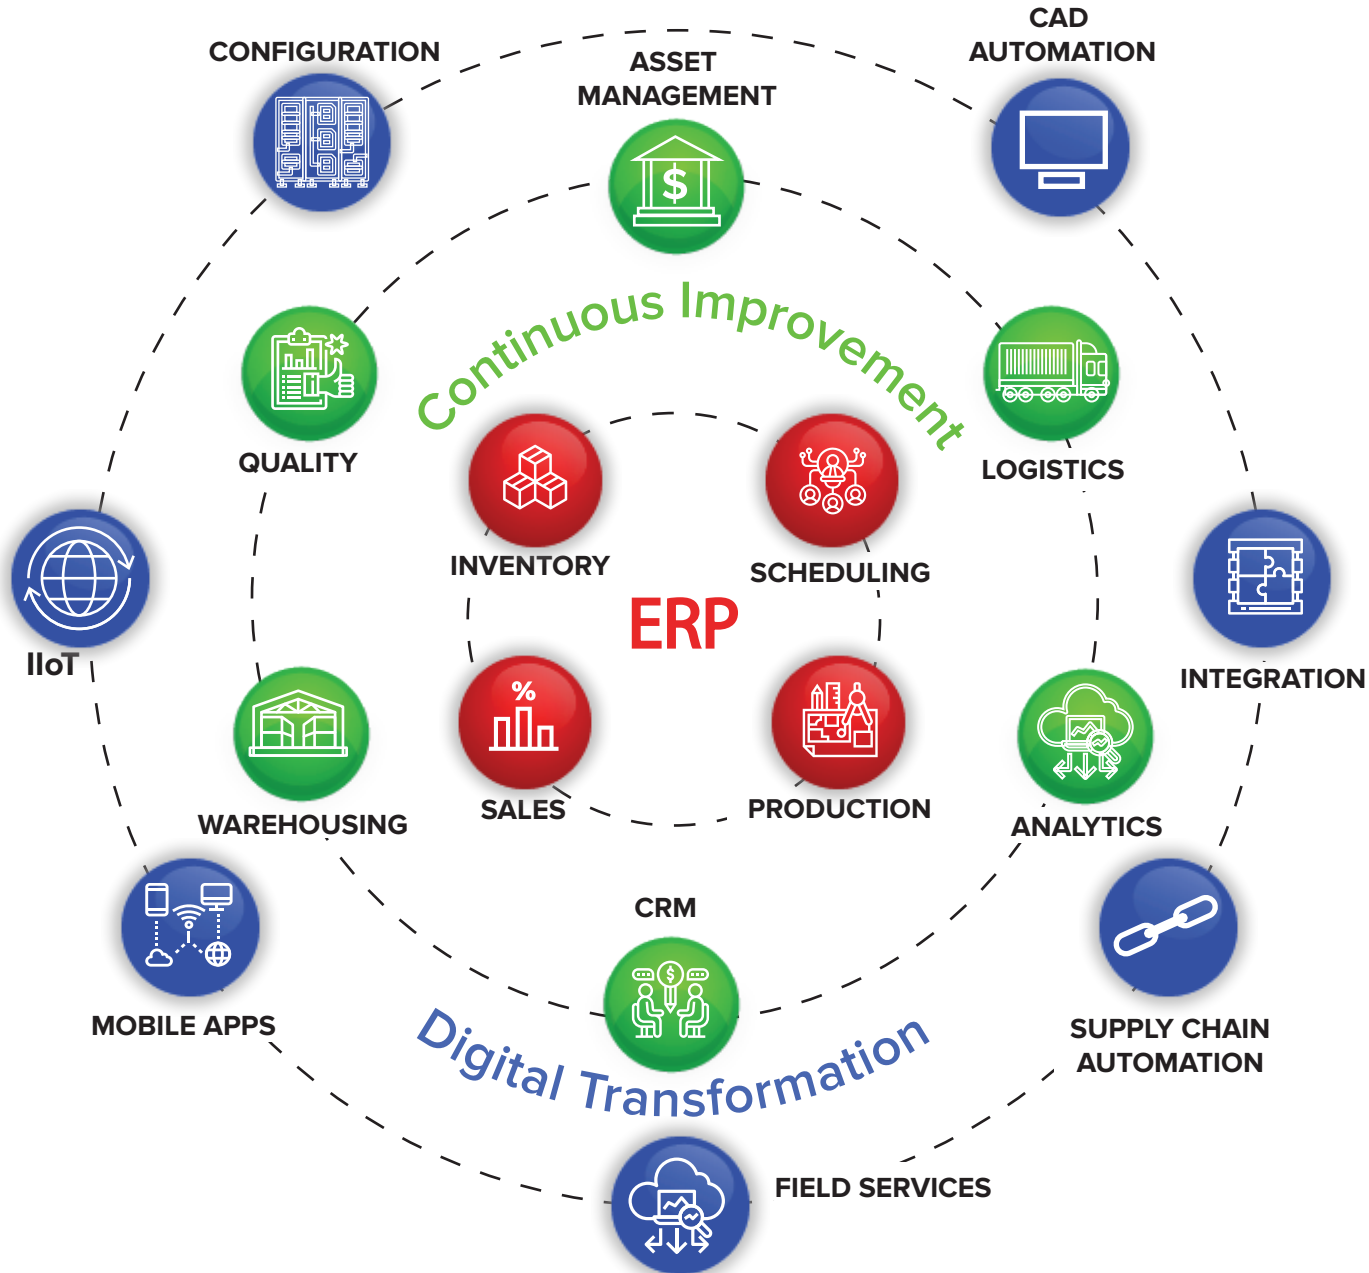 CAD
AUTOMATION
CONFIGURATION
ASSET
MANAGEMENT
$
Continuous Improvement
QUALITY
LOGISTICS
INVENTORY
SCHEDULING
ERP
IIoT
INTEGRATION
%
SALES
PRODUCTION
WAREHOUSING
ANALYTICS
CRM
$
MOBILE APPS
Digital Transformation
SUPPLY CHAIN
AUTOMATION
FIELD SERVICES